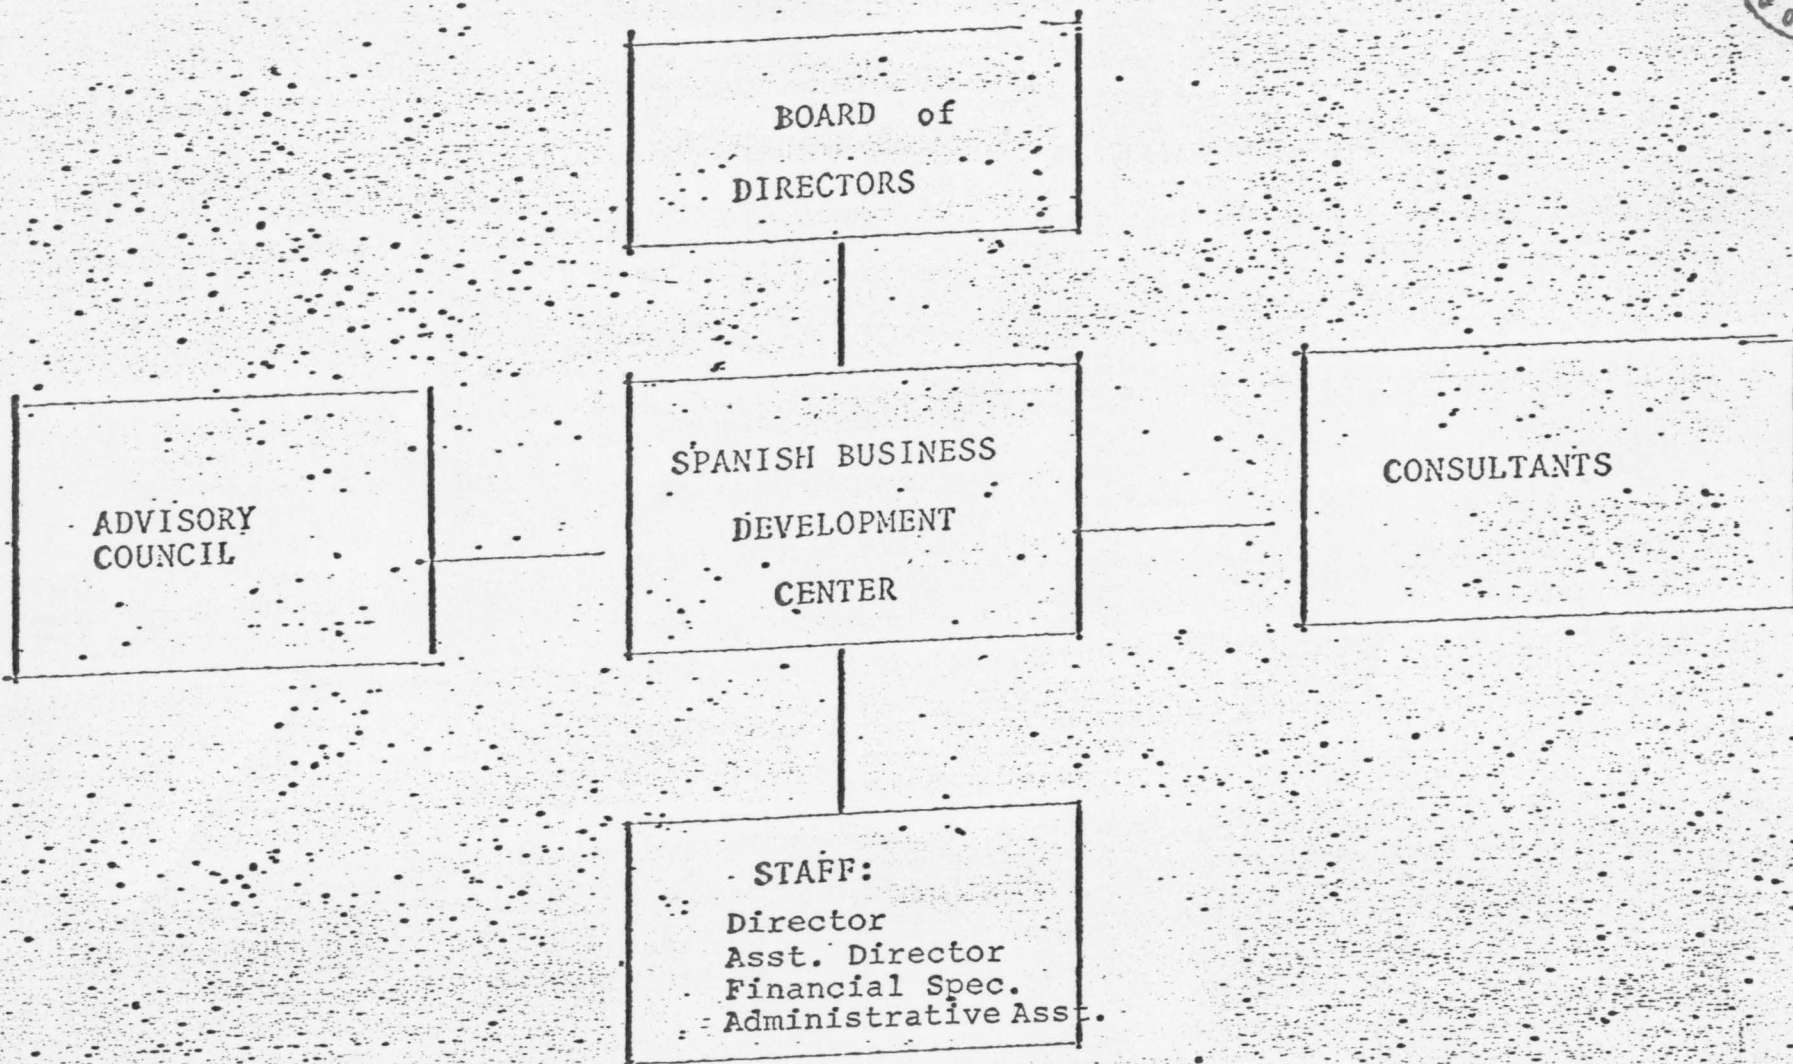 BOARD of
DIRECTORS
ADVISORY
COUNCIL
SPANISH BUSINESS
DEVELOPMENT
CENTER
CONSULTANTS
STAFF:
Director
Asst. Director
Financial Spec.
Administrative Asst.